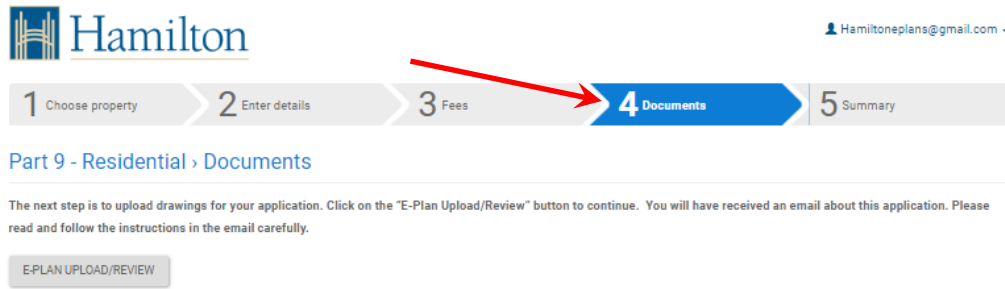 Hamilton
Hamiltoneplans@gmail.com
1 Choose property 2 Enter details 3 Fees 4 Documents 5 Summary
Part 9 - Residential › Documents
The next step is to upload drawings for your application. Click on the "E-Plan Upload/Review" button to continue. You will have received an email about this application. Please
read and follow the instructions in the email carefully.
E-PLAN UPLOAD/REVIEW